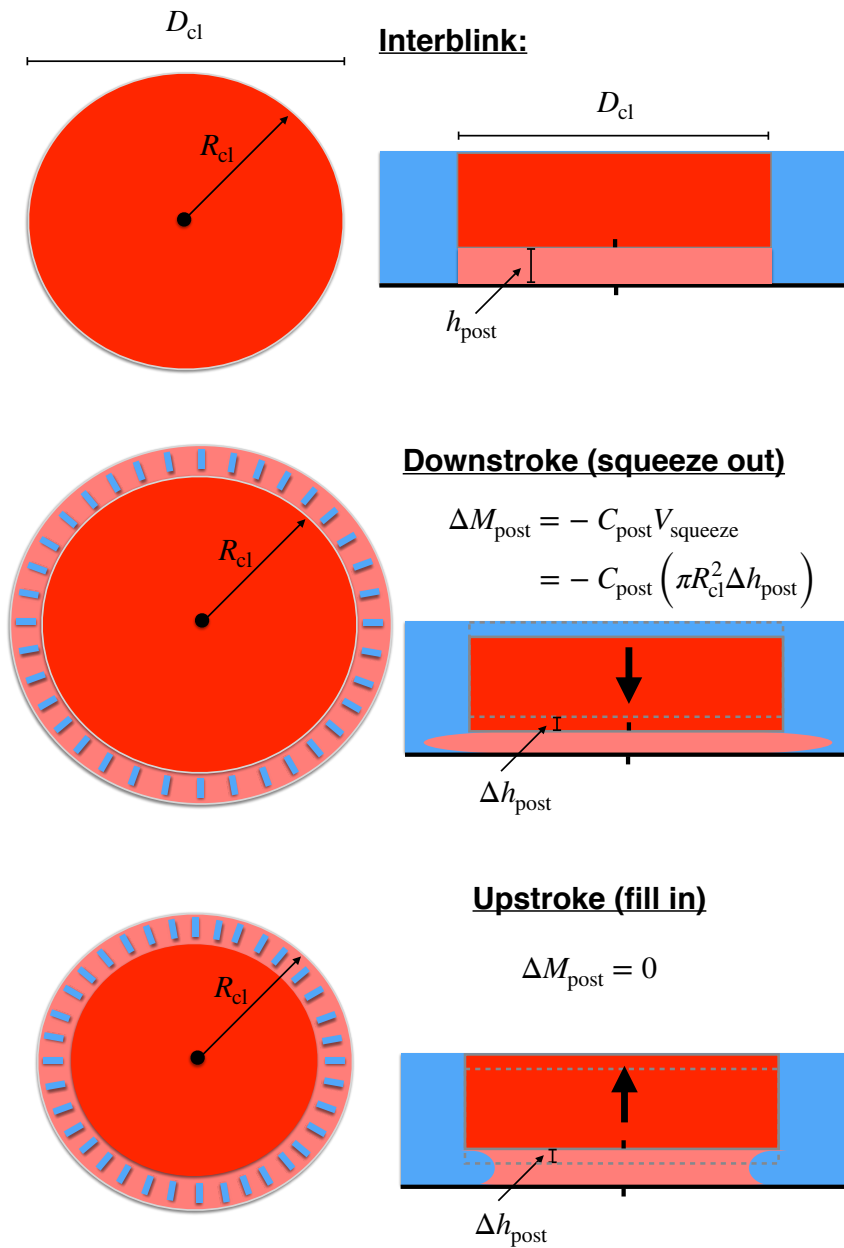 D_cl
Interblink:
R_cl
D_cl
h_post
Downstroke (squeeze out)
ΔM_post = − C_post V_squeeze
= − C_post (πR_cl^2 Δh_post)
R_cl
Δh_post
Upstroke (fill in)
ΔM_post = 0
R_cl
Δh_post